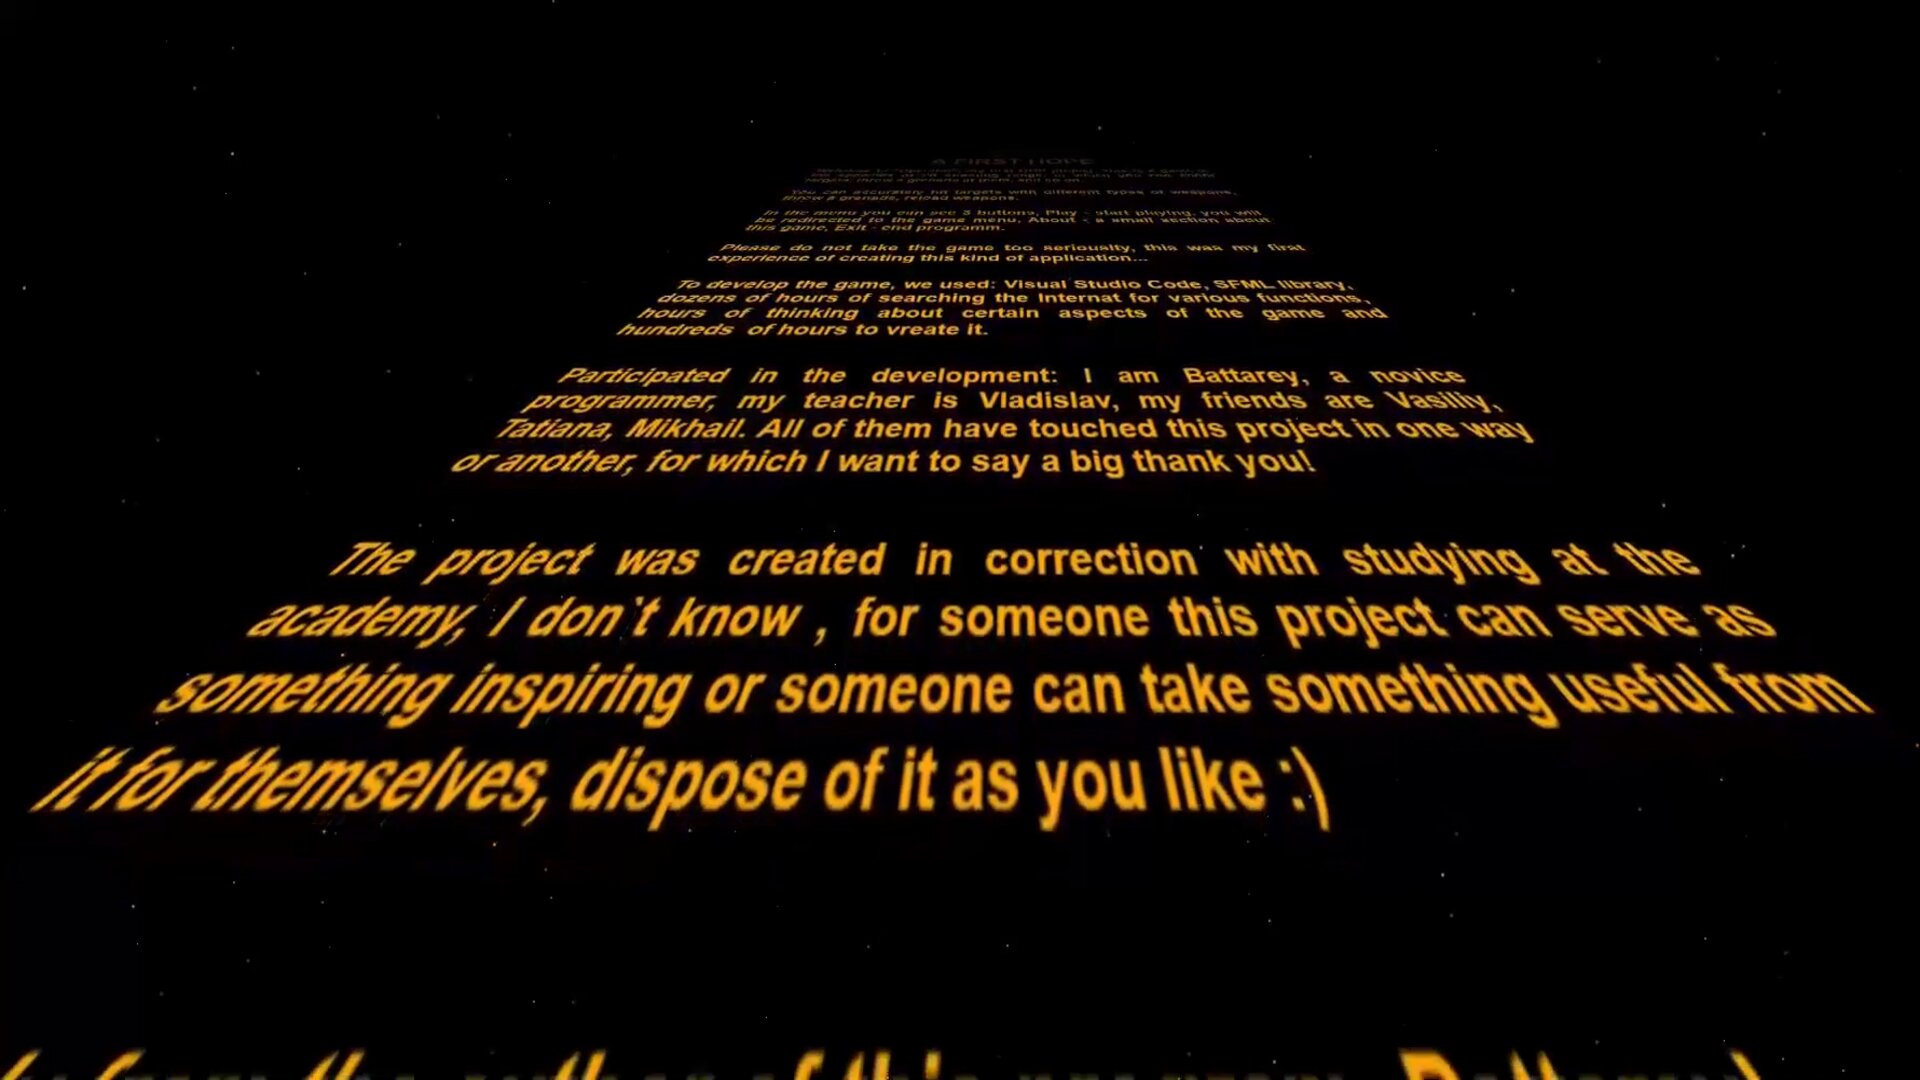 A FIRST HOPE
You can accurately hit targets with different types of weapons,
throw a grenade, reload weapons.
In the menu you can see 3 buttons, Play - start playing, you will
be redirected to the game menu, About - a small section about
this game, Exit - end programm.
Please do not take the game too seriously, this was my first
experience of creating this kind of application...
To develop the game, we used: Visual Studio Code, SFML library,
dozens of hours of searching the Internat for various functions,
hours of thinking about certain aspects of the game and
hundreds of hours to vreate it.
Participated in the development: I am Battarey, a novice
programmer, my teacher is Vladislav, my friends are Vasiliy,
Tatiana, Mikhail. All of them have touched this project in one way
or another, for which I want to say a big thank you!
The project was created in correction with studying at the
academy, I don`t know , for someone this project can serve as
something inspiring or someone can take something useful from
it for themselves, dispose of it as you like :)
from the author of this